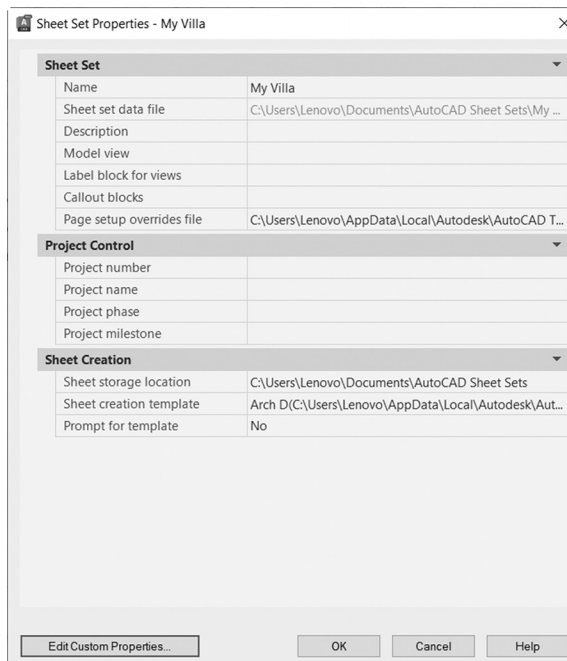 Sheet Set Properties - My Villa
Sheet Set
Name My Villa
Sheet set data file C:\Users\Lenovo\Documents\AutoCAD Sheet Sets\My ...
Description
Model view
Label block for views
Callout blocks
Page setup overrides file C:\Users\Lenovo\AppData\Local\Autodesk\AutoCAD T...
Project Control
Project number
Project name
Project phase
Project milestone
Sheet Creation
Sheet storage location C:\Users\Lenovo\Documents\AutoCAD Sheet Sets
Sheet creation template Arch D(C:\Users\Lenovo\AppData\Local\Autodesk\Aut...
Prompt for template No
Edit Custom Properties... OK Cancel Help